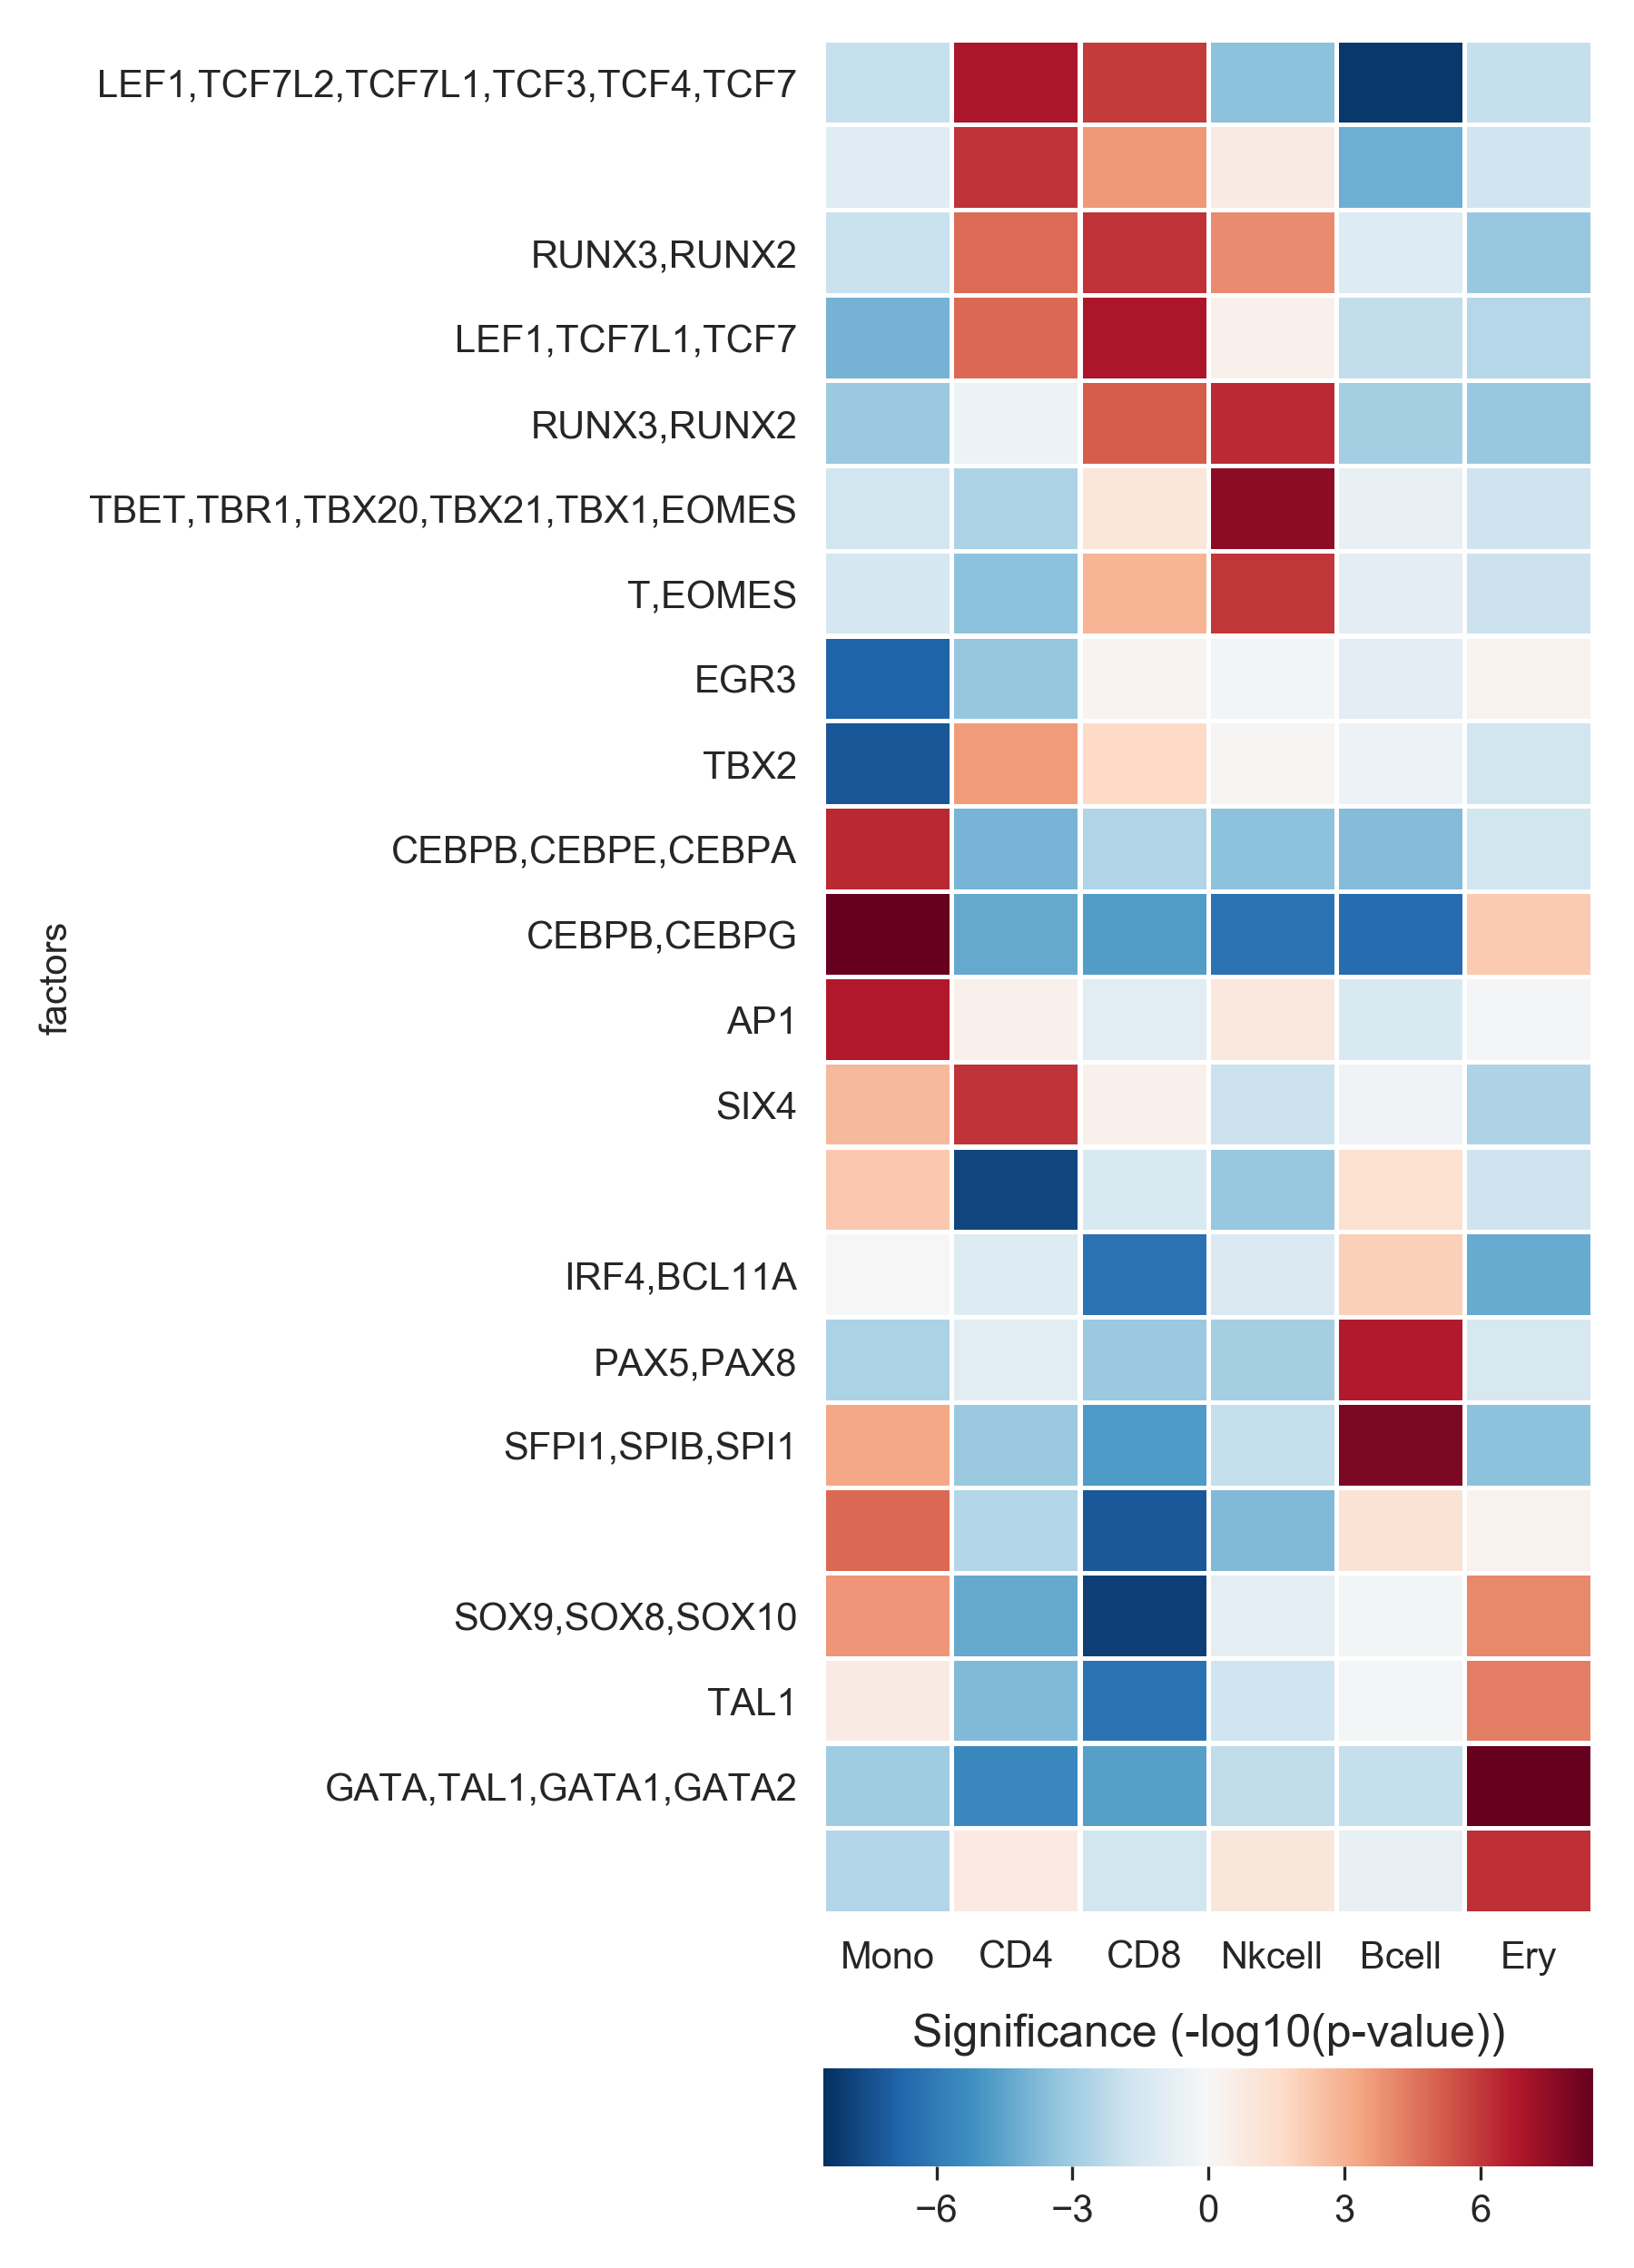 LEF1,TCF7L2,TCF7L1,TCF3,TCF4,TCF7
RUNX3,RUNX2
LEF1,TCF7L1,TCF7
RUNX3,RUNX2
TBET,TBR1,TBX20,TBX21,TBX1,EOMES
T,EOMES
EGR3
TBX2
CEBPB,CEBPE,CEBPA
CEBPB,CEBPG
factors
AP1
SIX4
IRF4,BCL11A
PAX5,PAX8
SFPI1,SPIB,SPI1
SOX9,SOX8,SOX10
TAL1
GATA,TAL1,GATA1,GATA2
Mono CD4 CD8 Nkcell Bcell Ery
Significance (-log10(p-value))
−6 −3 0 3 6